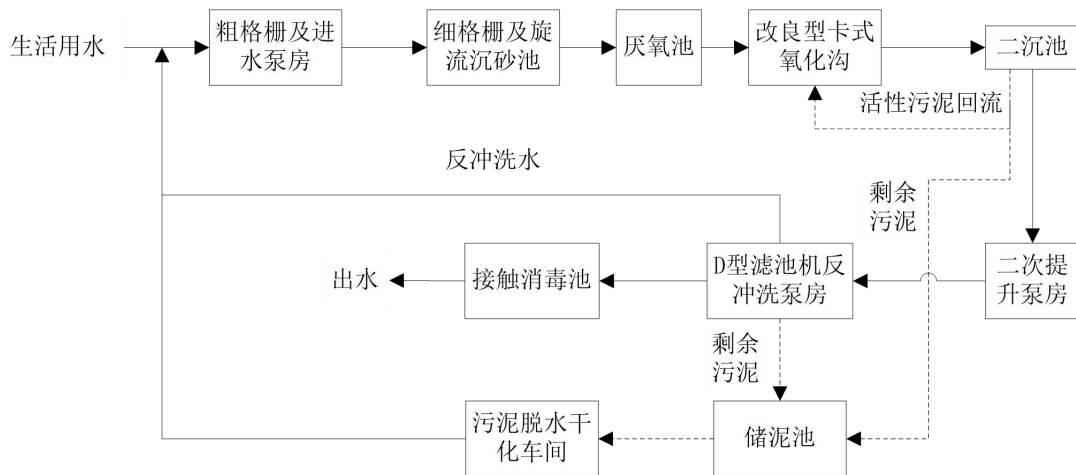 生活用水
粗格栅及进
水泵房
细格栅及旋
流沉砂池
厌氧池
改良型卡式
氧化沟
二沉池
活性污泥回流
反冲洗水
剩余
污泥
出水
接触消毒池
D型滤池机反
冲洗泵房
二次提
升泵房
剩余
污泥
污泥脱水干
化车间
储泥池